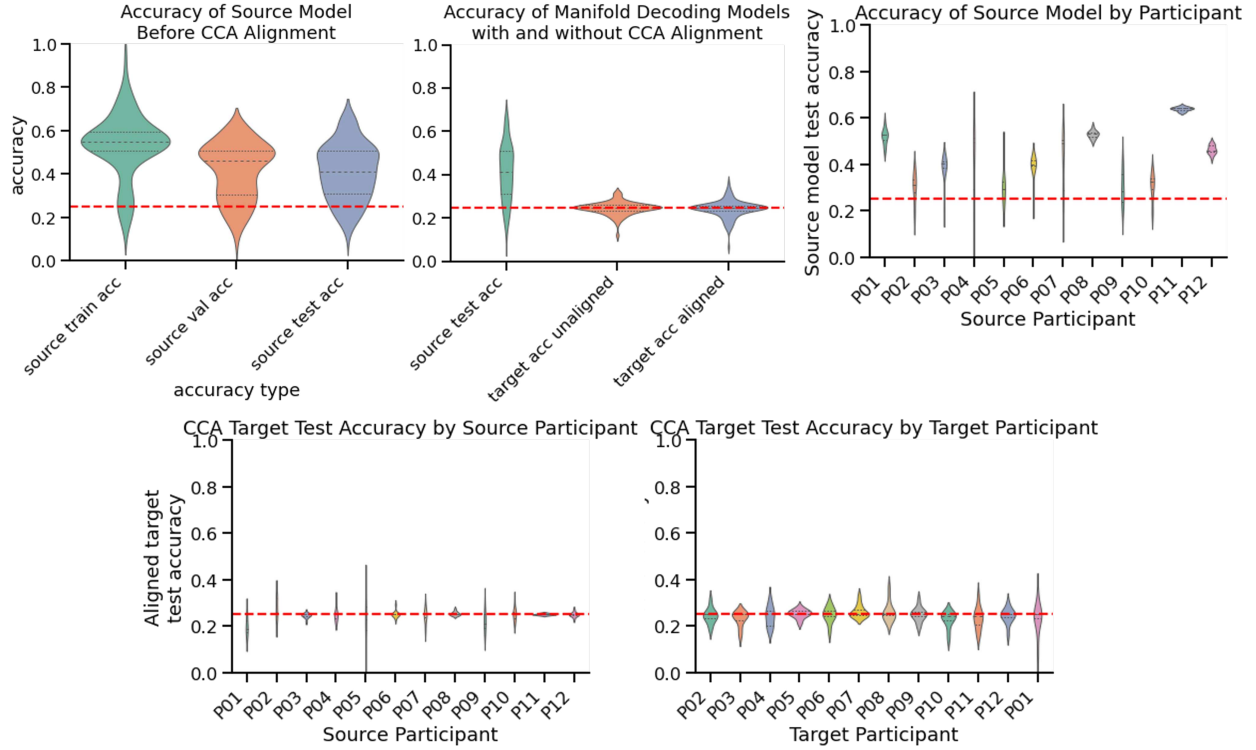 Accuracy of Source Model
Before CCA Alignment
1.0
0.8
0.6
0.4
0.2
0.0
accuracy
source train acc
source val acc
source test acc
accuracy type
Accuracy of Manifold Decoding Models
with and without CCA Alignment
1.0
0.8
0.6
0.4
0.2
0.0
source test acc
target acc unaligned
target acc aligned
Accuracy of Source Model by Participant
1.0
0.8
0.6
0.4
0.2
0.0
Source model test accuracy
P01
P02
P03
P04
P05
P06
P07
P08
P09
P10
P11
P12
Source Participant
CCA Target Test Accuracy by Source Participant
1.0
0.8
0.6
0.4
0.2
0.0
Aligned target
test accuracy
P01
P02
P03
P04
P05
P06
P07
P08
P09
P10
P11
P12
Source Participant
CCA Target Test Accuracy by Target Participant
1.0
0.8
0.6
0.4
0.2
0.0
P02
P03
P04
P05
P06
P07
P08
P09
P10
P11
P12
P01
Target Participant